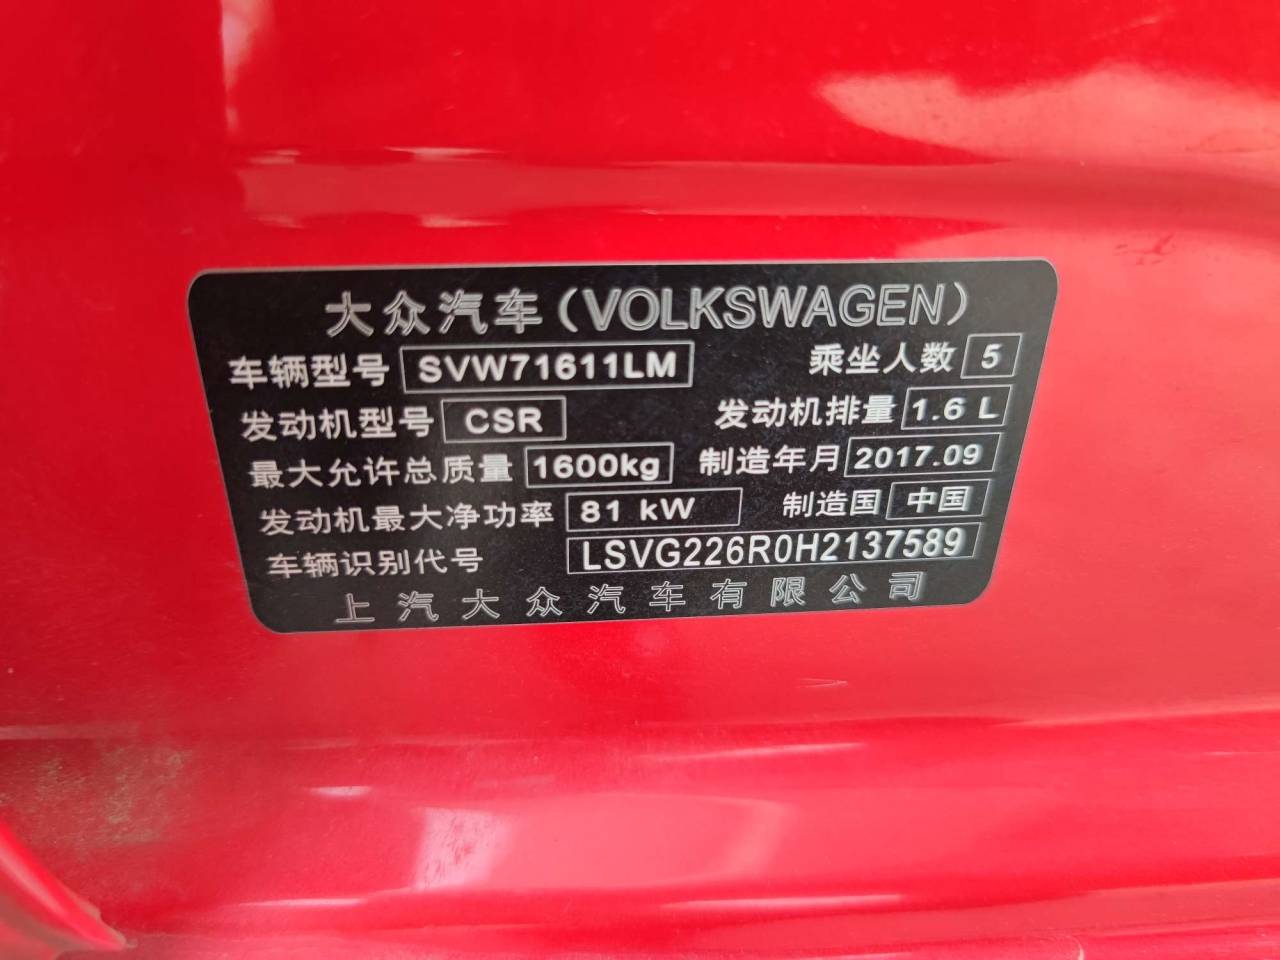 大众汽车(VOLKSWAGEN)
车辆型号 SVW71611LM 乘坐人数 5
发动机型号 CSR 发动机排量 1.6 L
最大允许总质量 1600kg 制造年月 2017.09
发动机最大净功率 81 kW 制造国 中国
车辆识别代号 LSVG226R0H2137589
上汽大众汽车有限公司